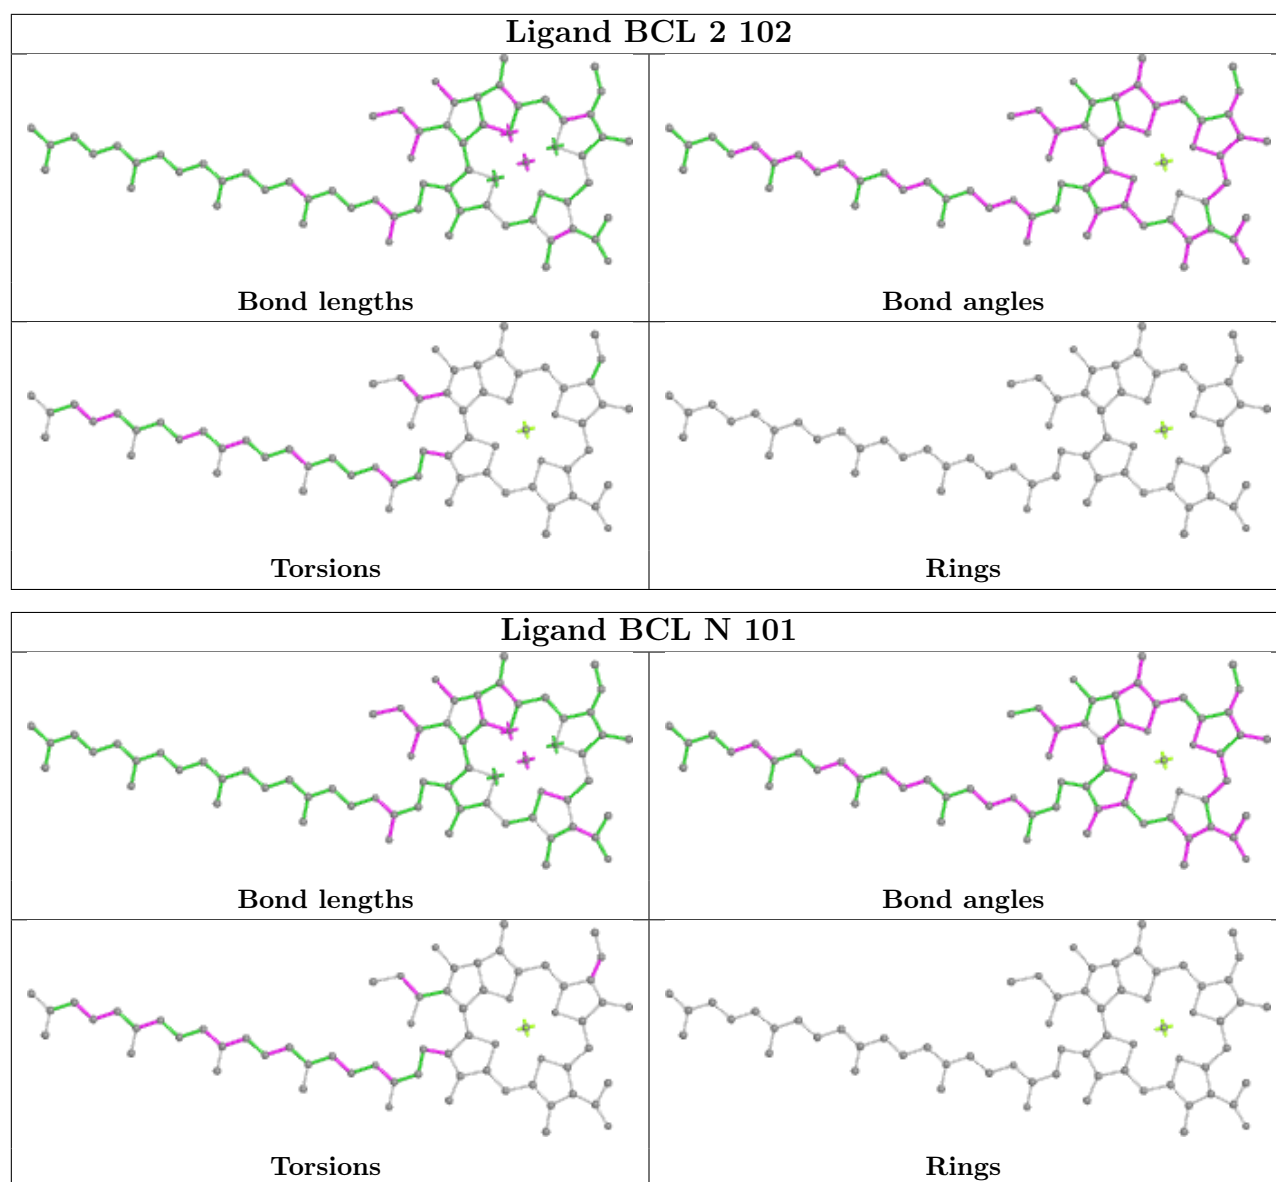 Ligand BCL 2 102
Bond lengths
Bond angles
Torsions
Rings
Ligand BCL N 101
Bond lengths
Bond angles
Torsions
Rings